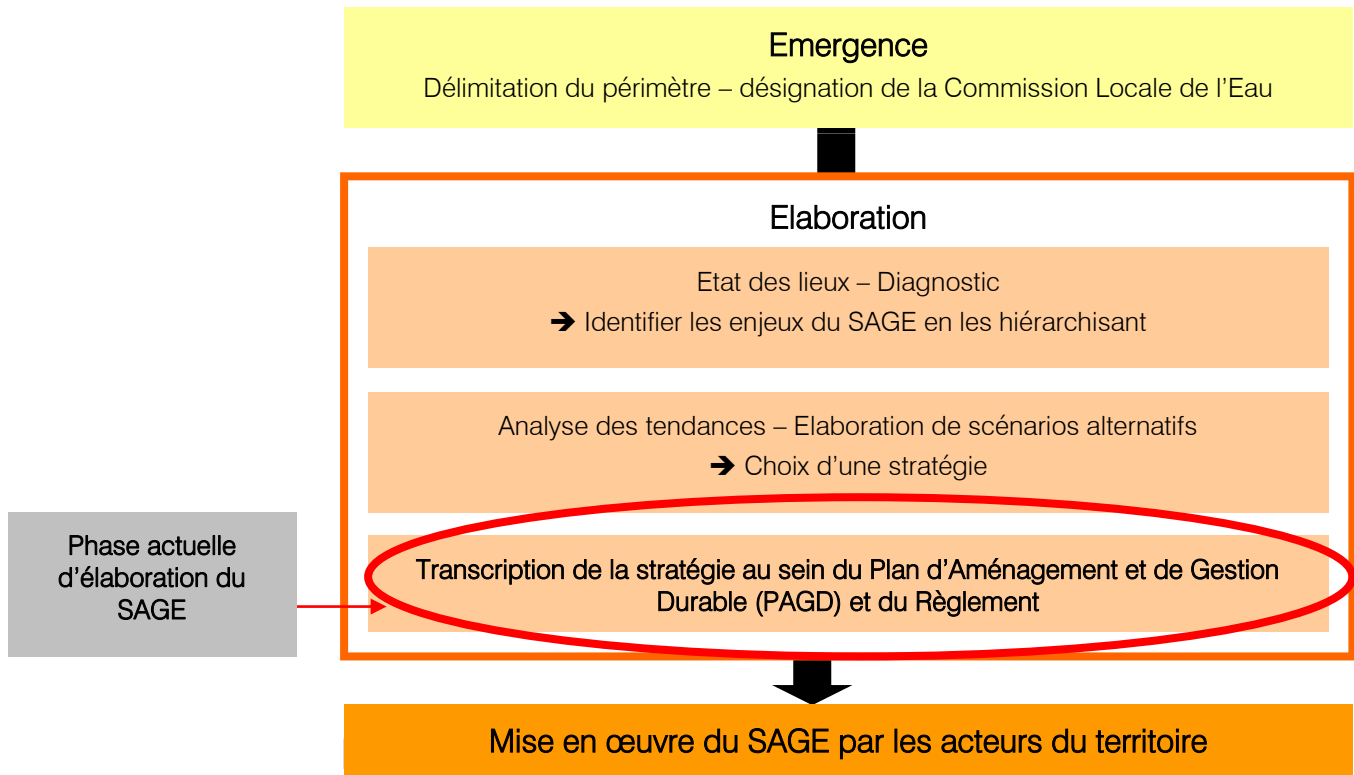 Emergence
Délimitation du périmètre – désignation de la Commission Locale de l'Eau
Elaboration
Etat des lieux – Diagnostic
➔ Identifier les enjeux du SAGE en les hiérarchisant
Analyse des tendances – Elaboration de scénarios alternatifs
➔ Choix d'une stratégie
Phase actuelle
d'élaboration du
SAGE
Transcription de la stratégie au sein du Plan d'Aménagement et de Gestion
Durable (PAGD) et du Règlement
Mise en œuvre du SAGE par les acteurs du territoire